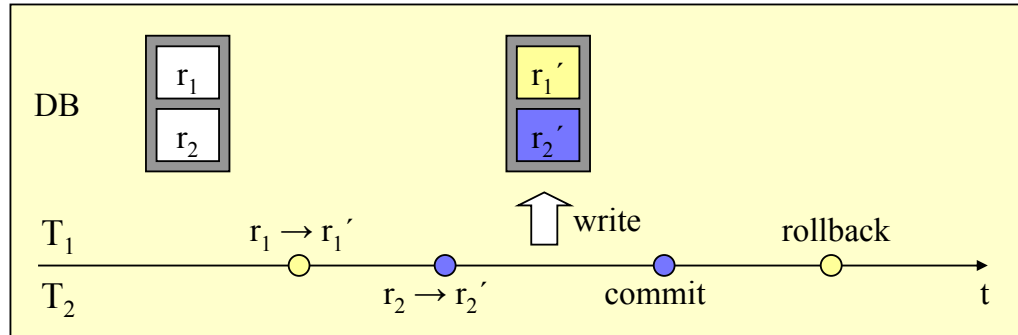 r₁ r₁´
DB
r₂ r₂´
write
T₁ r₁ → r₁´ rollback
T₂ r₂ → r₂´ commit t